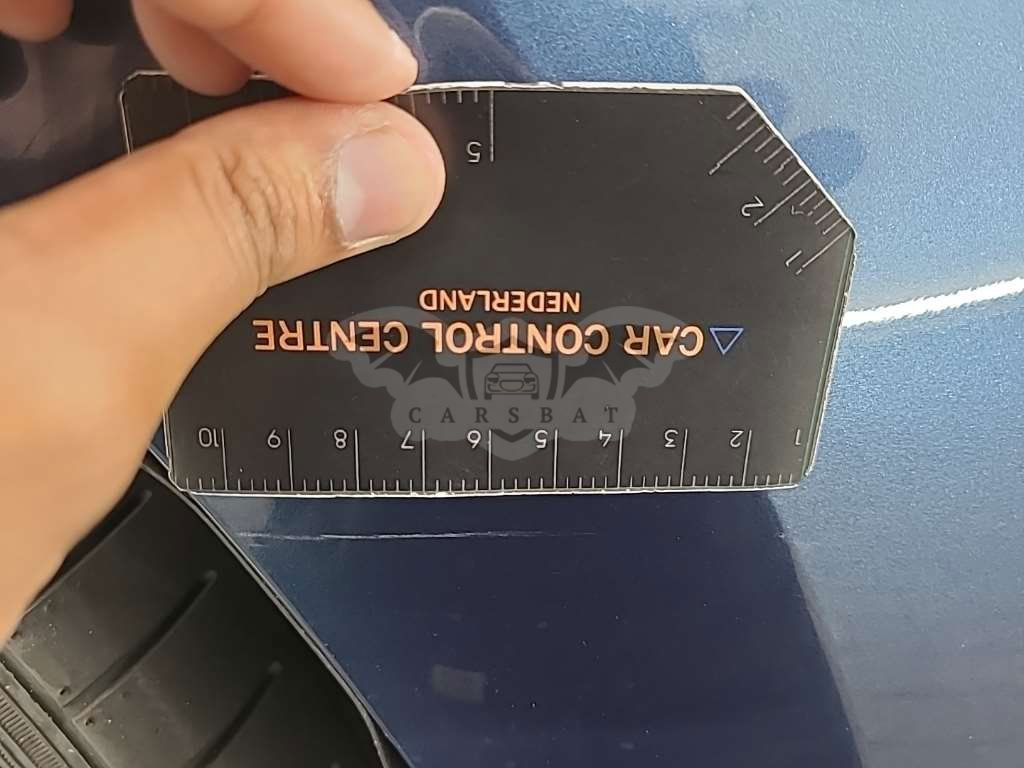 5
2
1
NEDERLAND
CAR CONTROL CENTRE
CARSBAT
10 9 8 7 6 5 4 3 2 1